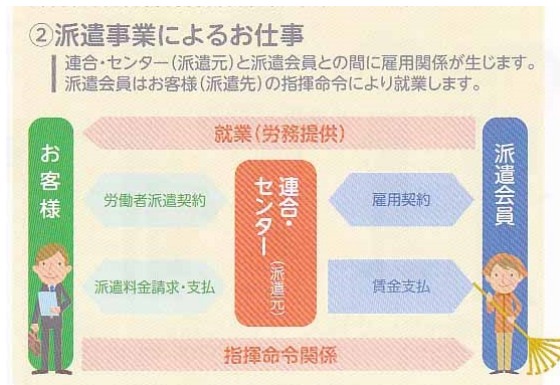 ②派遣事業によるお仕事
連合・センター(派遣元)と派遣会員との間に雇用関係が生じます。
派遣会員はお客様(派遣先)の指揮命令により就業します。
就業(労務提供)
お客様
労働者派遣契約
派遣料金請求・支払
連合・
センター
(派遣元)
雇用契約
賃金支払
派遣会員
指揮命令関係